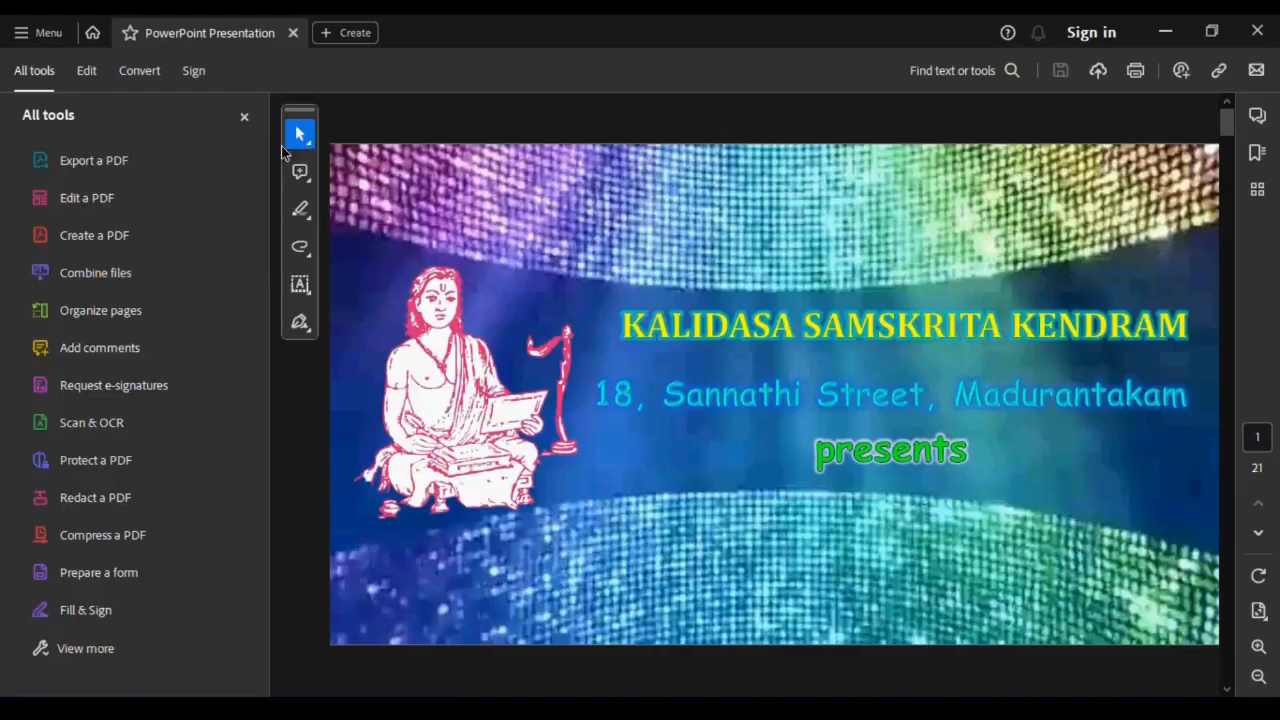 Menu
PowerPoint Presentation
Create
Sign in
All tools
Edit
Convert
Sign
Find text or tools
All tools
Export a PDF
Edit a PDF
Create a PDF
Combine files
Organize pages
Add comments
Request e-signatures
Scan & OCR
Protect a PDF
Redact a PDF
Compress a PDF
Prepare a form
Fill & Sign
View more
KALIDASA SAMSKRITA KENDRAM
18, Sannathi Street, Madurantakam
presents
1
21